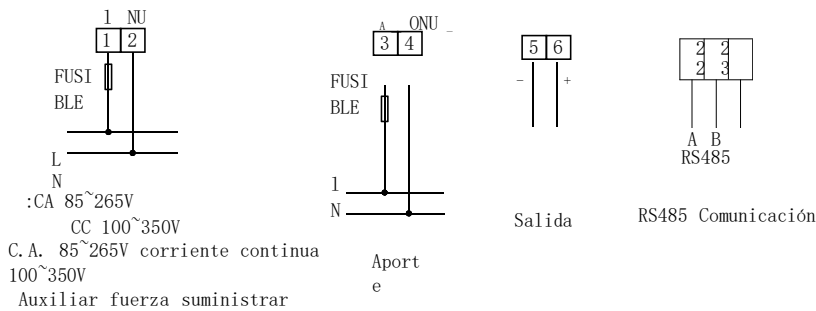 1 NU
1 2
FUSI
BLE
L
N
:CA 85~265V
CC 100~350V
C.A. 85~265V corriente continua
100~350V
Auxiliar fuerza suministrar
A ONU -
3 4
FUSI
BLE
1
N
Aport
e
5 6
- +
Salida
2 2
2 3
A B
RS485
RS485 Comunicación